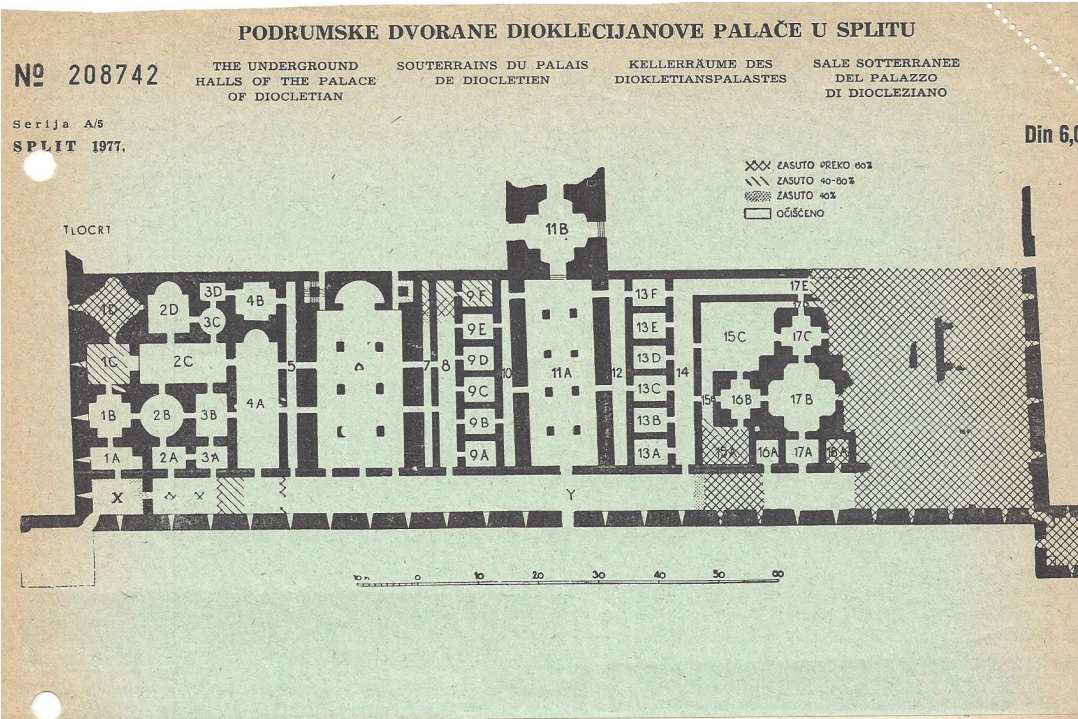 PODRUMSKE DVORANE DIOKLECIJANOVE PALAČE U SPLITU
№ 208742
THE UNDERGROUND
HALLS OF THE PALACE
OF DIOCLETIAN
SOUTERRAINS DU PALAIS
DE DIOCLETIEN
KELLERRÄUME DES
DIOKLETIANSPALASTES
SALE SOTTERRANEE
DEL PALAZZO
DI DIOCLEZIANO
Serija A/5
SPLIT 1977.
Din 6,0
ZASUTO PREKO 80%
ZASUTO 40-80%
ZASUTO 40%
OČIŠĆENO
TLOCRT
11B
1D
2D
3D
3C
4B
9F
13F
17E
1C
2C
5
7
8
9E
9D
10
11A
12
13E
13D
14
15C
17C
1B
2B
3B
4A
9C
9B
13C
13B
16B
17B
1A
2A
3A
9A
13A
15A
16A
17A
18A
X
Y
10 m 0 10 20 30 40 50 60